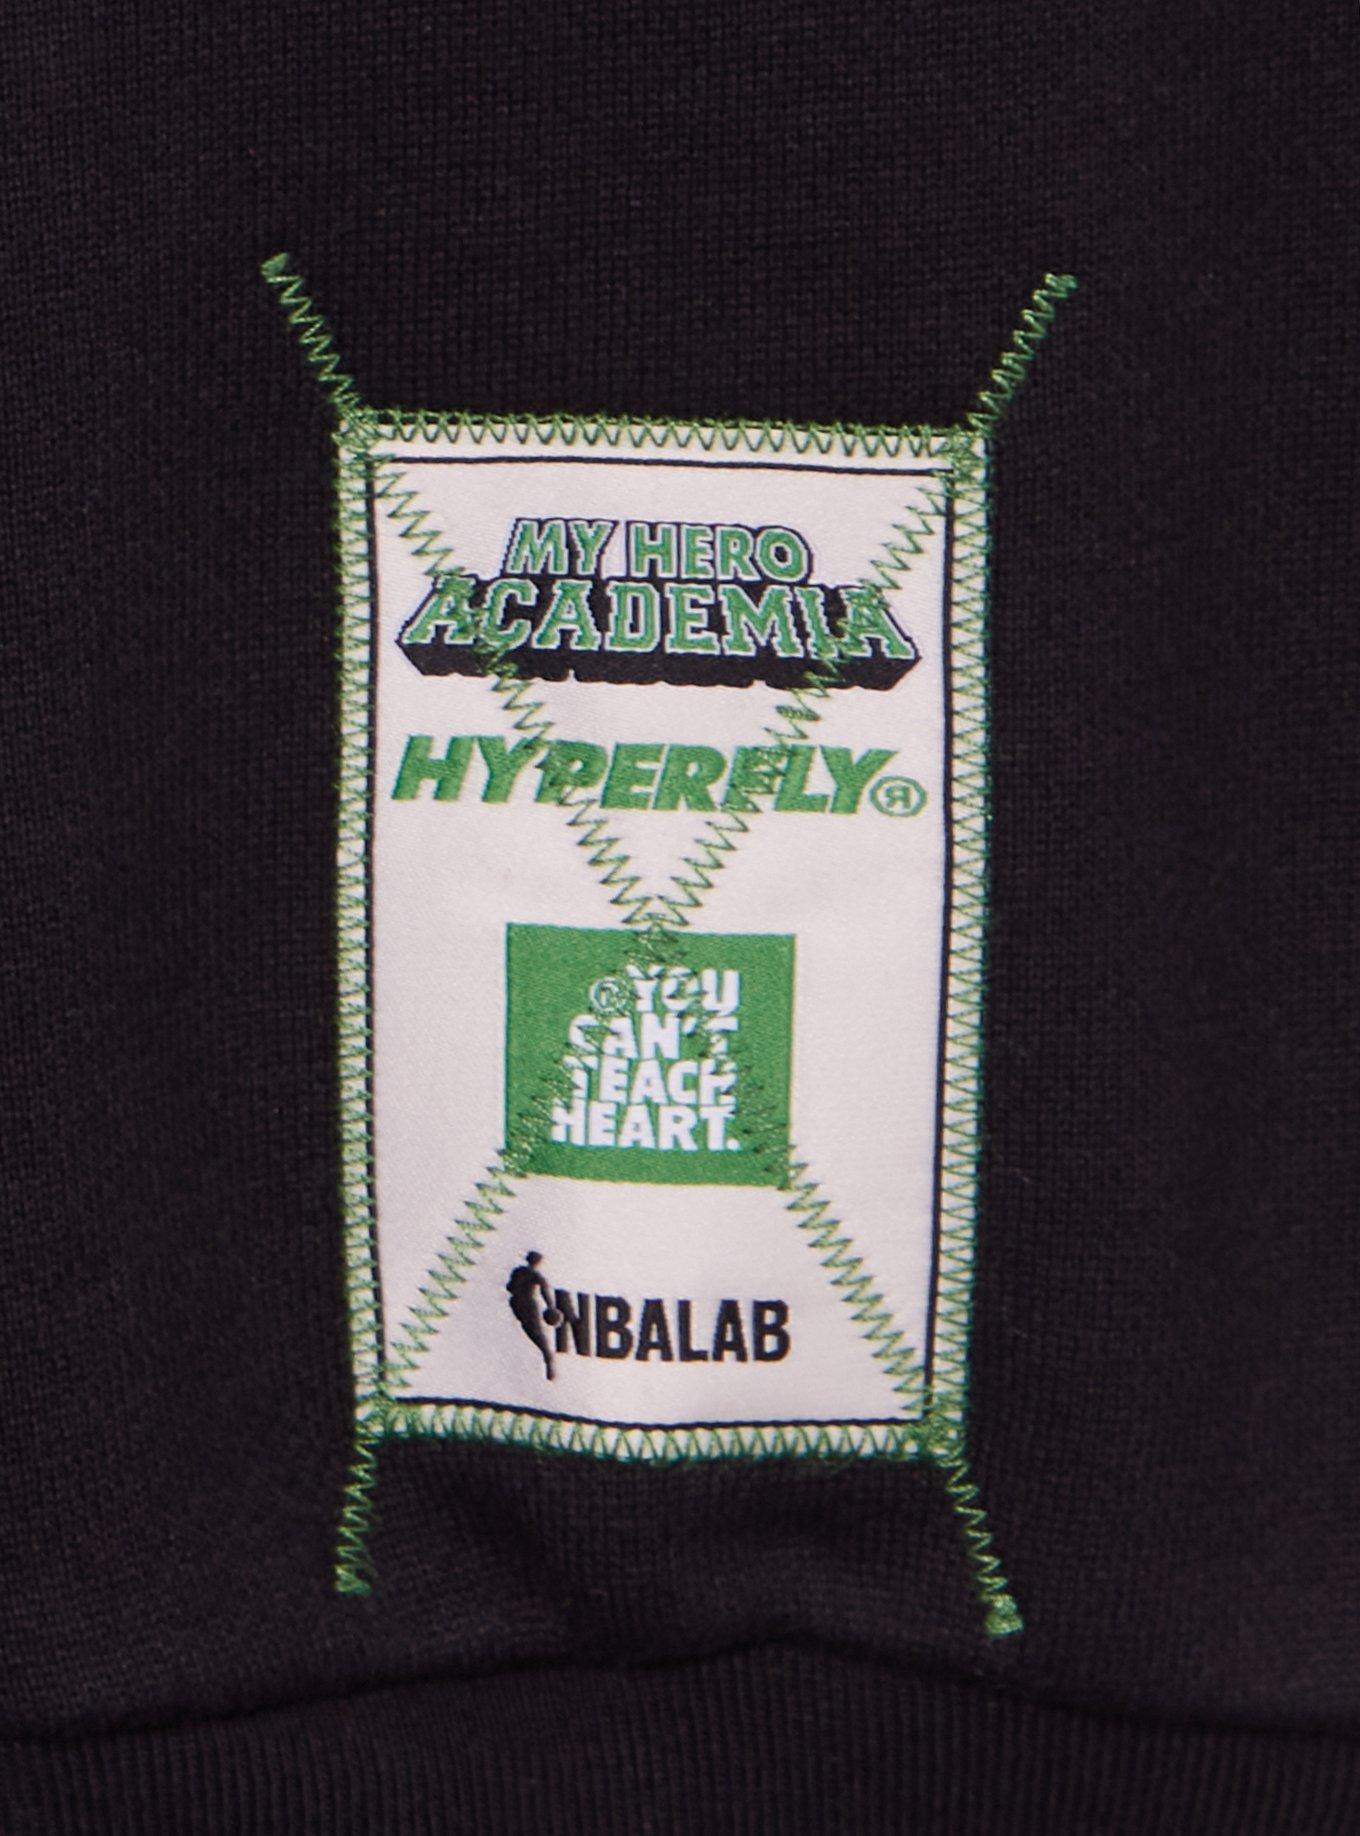 MY HERO
ACADEMIA
HYPERFLY®
® YOU
CAN'T
TEACH
HEART.
NBALAB